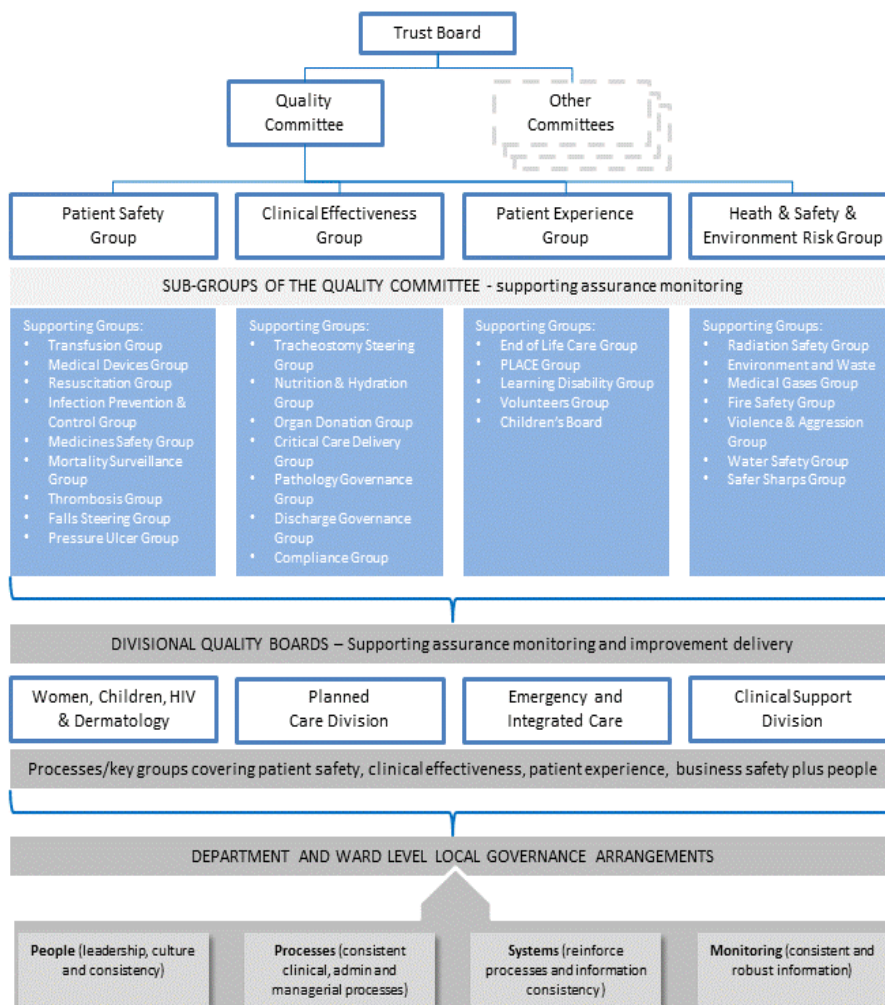 Trust Board
Quality
Committee
Other
Committees
Patient Safety
Group
Clinical Effectiveness
Group
Patient Experience
Group
Heath & Safety &
Environment Risk Group
SUB-GROUPS OF THE QUALITY COMMITTEE - supporting assurance monitoring
Supporting Groups:
• Transfusion Group
• Medical Devices Group
• Resuscitation Group
• Infection Prevention &
Control Group
• Medicines Safety Group
• Mortality Surveillance
Group
• Thrombosis Group
• Falls Steering Group
• Pressure Ulcer Group
Supporting Groups:
• Tracheostomy Steering
Group
• Nutrition & Hydration
Group
• Organ Donation Group
• Critical Care Delivery
Group
• Pathology Governance
Group
• Discharge Governance
Group
• Compliance Group
Supporting Groups:
• End of Life Care Group
• PLACE Group
• Learning Disability Group
• Volunteers Group
• Children's Board
Supporting Groups:
• Radiation Safety Group
• Environment and Waste
• Medical Gases Group
• Fire Safety Group
• Violence & Aggression
Group
• Water Safety Group
• Safer Sharps Group
DIVISIONAL QUALITY BOARDS – Supporting assurance monitoring and improvement delivery
Women, Children, HIV
& Dermatology
Planned
Care Division
Emergency and
Integrated Care
Clinical Support
Division
Processes/key groups covering patient safety, clinical effectiveness, patient experience, business safety plus people
DEPARTMENT AND WARD LEVEL LOCAL GOVERNANCE ARRANGEMENTS
People (leadership, culture
and consistency)
Processes (consistent
clinical, admin and
managerial processes)
Systems (reinforce
processes and information
consistency)
Monitoring (consistent and
robust information)